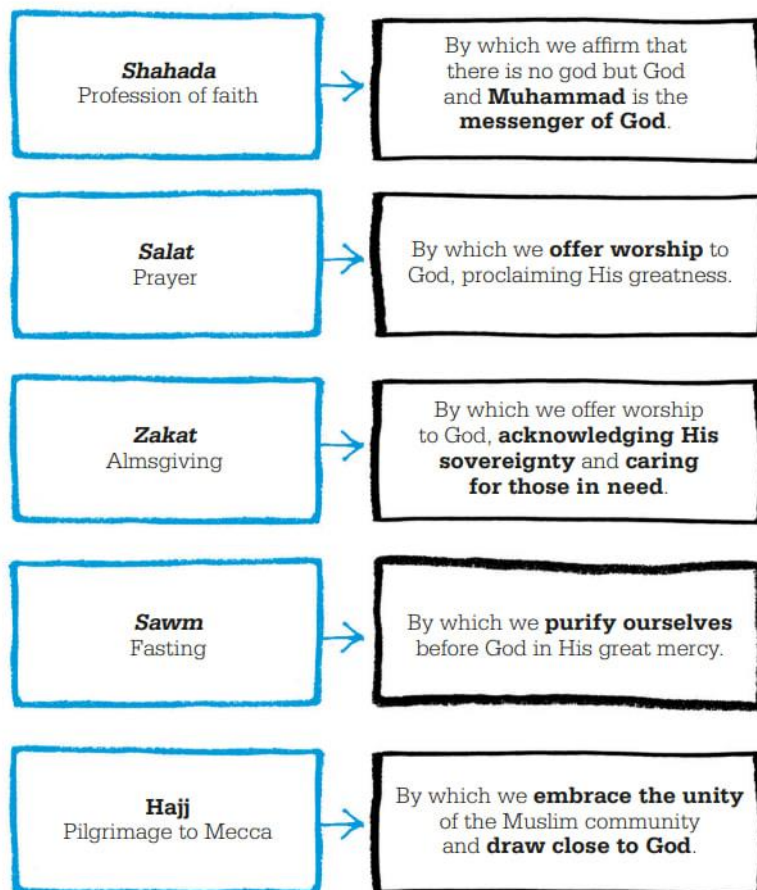 Shahada
Profession of faith
By which we affirm that
there is no god but God
and Muhammad is the
messenger of God.
Salat
Prayer
By which we offer worship to
God, proclaiming His greatness.
Zakat
Almsgiving
By which we offer worship
to God, acknowledging His
sovereignty and caring
for those in need.
Sawm
Fasting
By which we purify ourselves
before God in His great mercy.
Hajj
Pilgrimage to Mecca
By which we embrace the unity
of the Muslim community
and draw close to God.